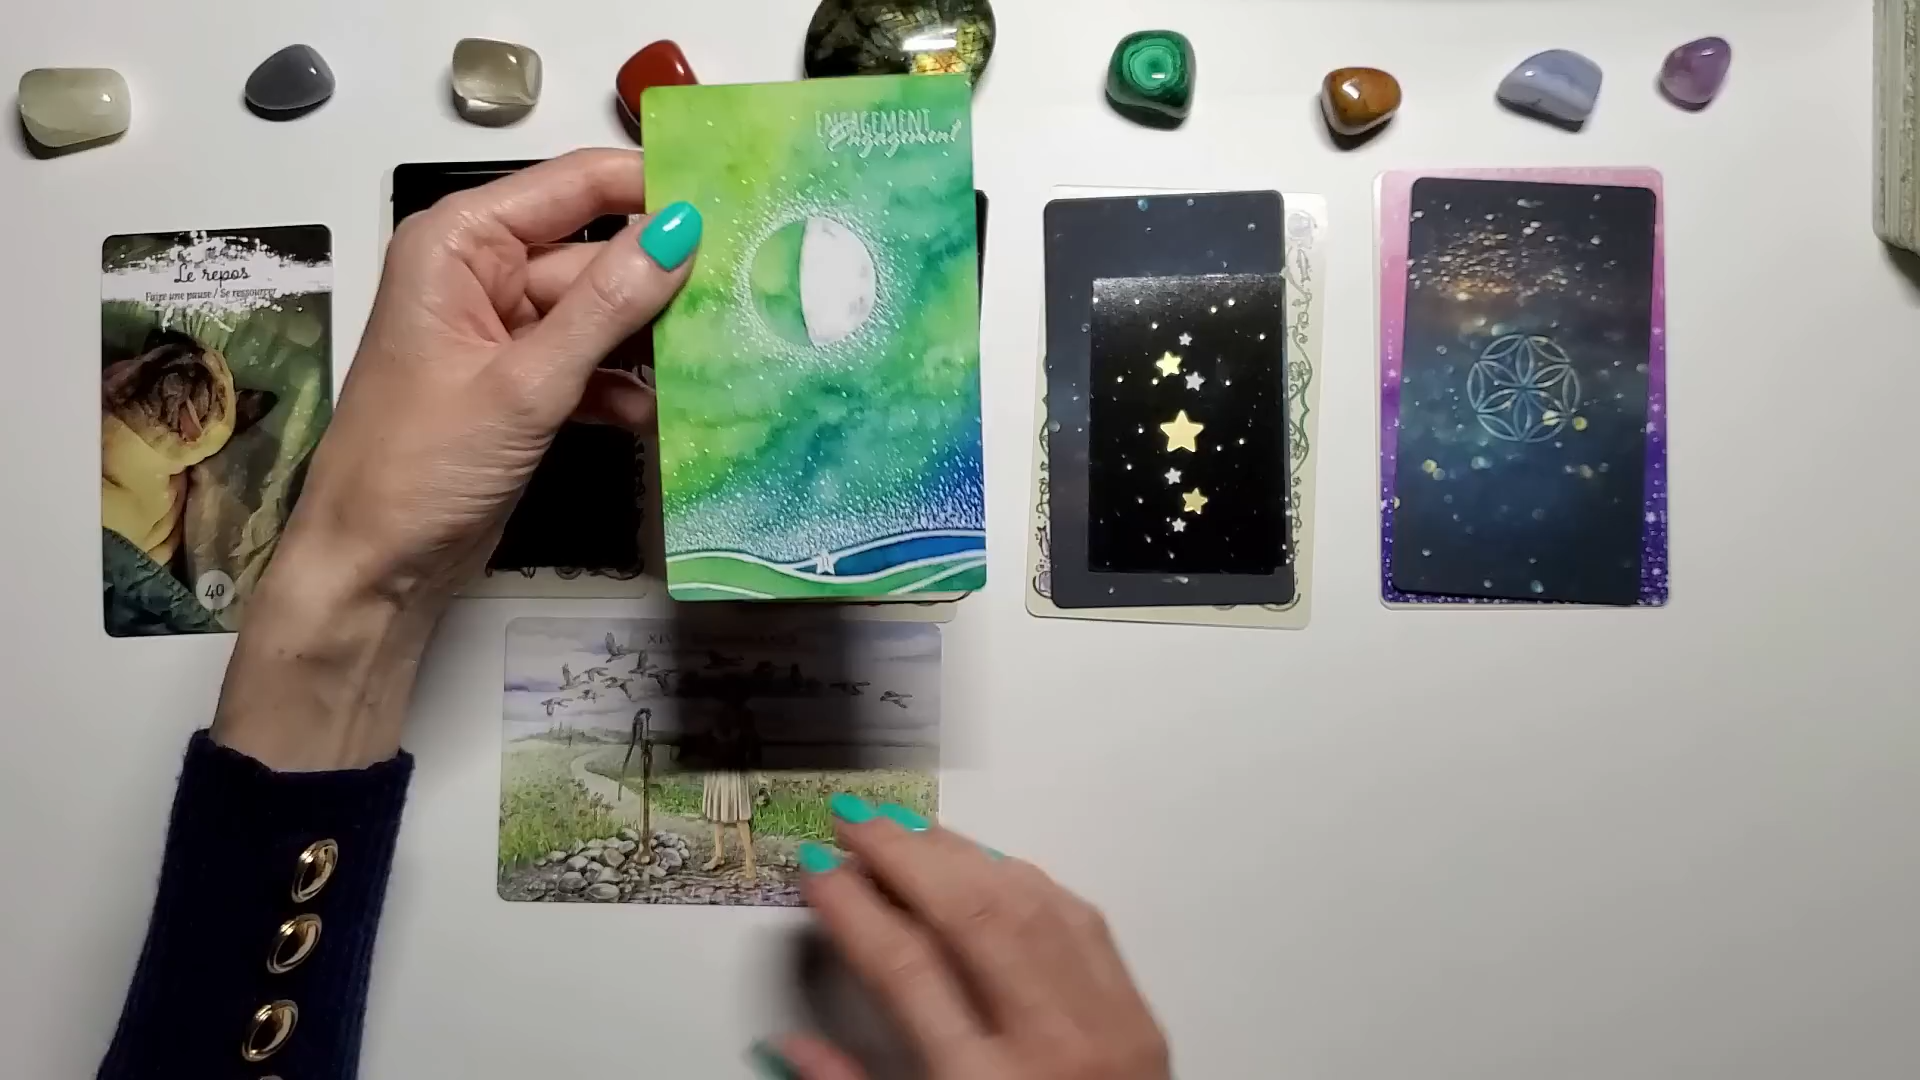 ENGAGEMENT
Engagement
Le repos
Faire une pause / Se ressourcer
40